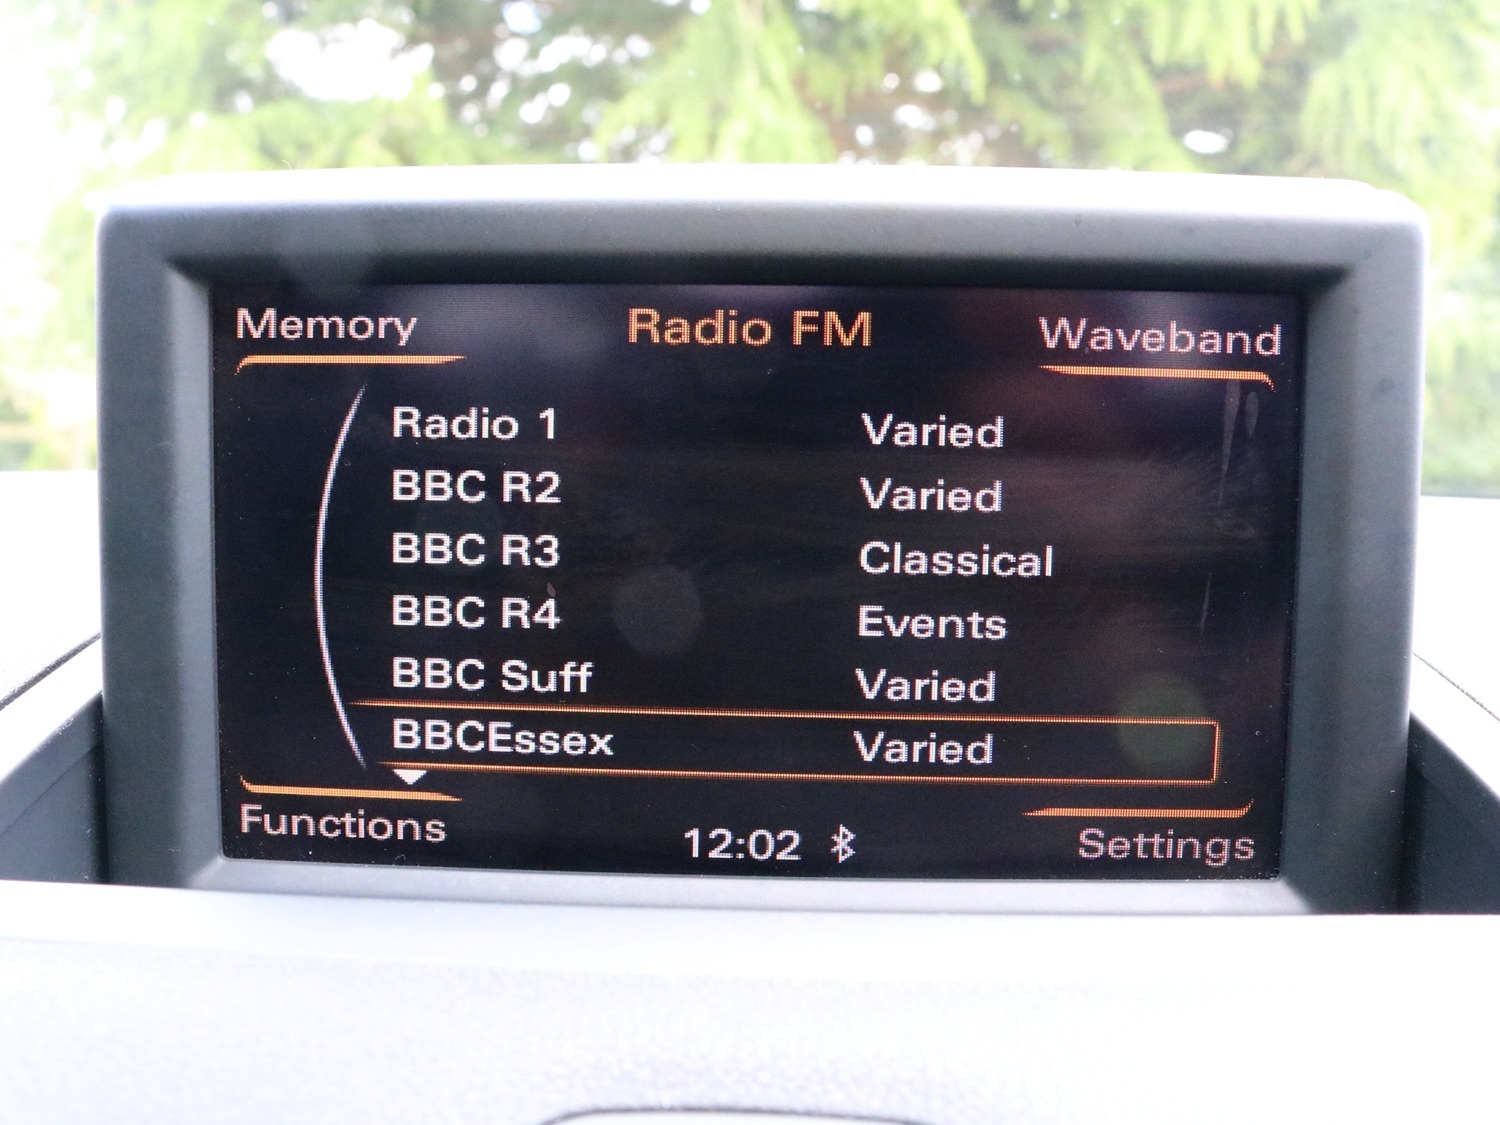 Memory Radio FM Waveband
Radio 1 Varied
BBC R2 Varied
BBC R3 Classical
BBC R4 Events
BBC Suff Varied
BBCEssex Varied
Functions 12:02 Settings